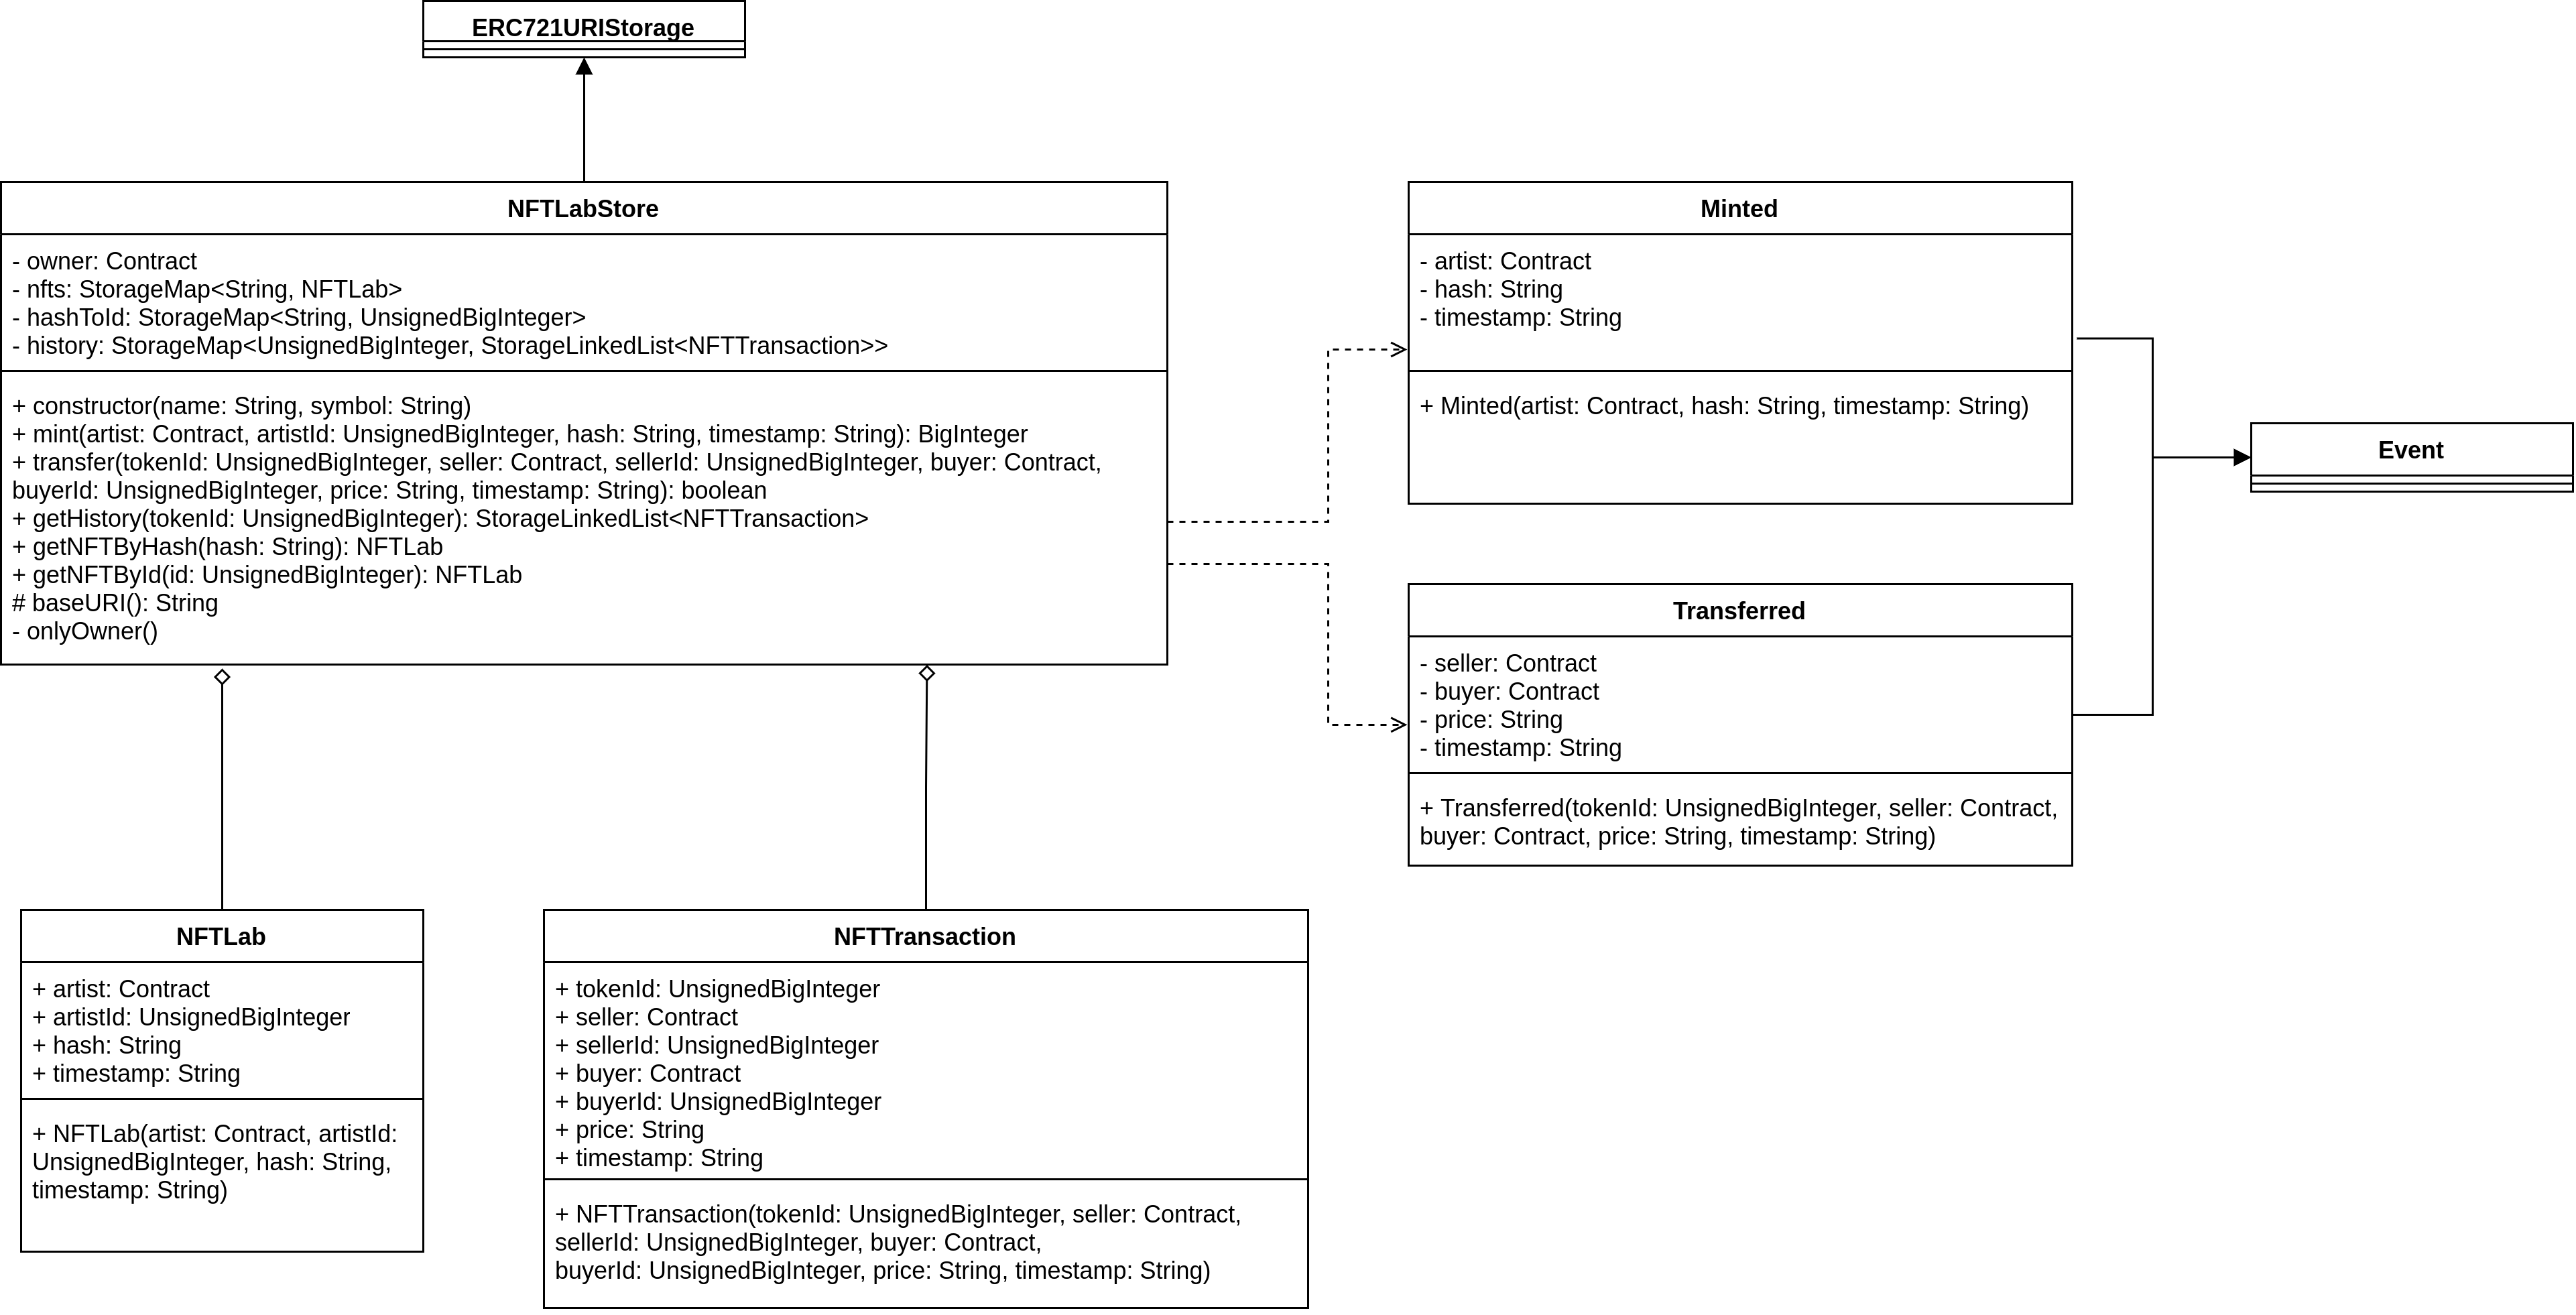 ERC721URIStorage
NFTLabStore
- owner: Contract
- nfts: StorageMap<String, NFTLab>
- hashToId: StorageMap<String, UnsignedBigInteger>
- history: StorageMap<UnsignedBigInteger, StorageLinkedList<NFTTransaction>>
+ constructor(name: String, symbol: String)
+ mint(artist: Contract, artistId: UnsignedBigInteger, hash: String, timestamp: String): BigInteger
+ transfer(tokenId: UnsignedBigInteger, seller: Contract, sellerId: UnsignedBigInteger, buyer: Contract,
buyerId: UnsignedBigInteger, price: String, timestamp: String): boolean
+ getHistory(tokenId: UnsignedBigInteger): StorageLinkedList<NFTTransaction>
+ getNFTByHash(hash: String): NFTLab
+ getNFTById(id: UnsignedBigInteger): NFTLab
# baseURI(): String
- onlyOwner()
Minted
- artist: Contract
- hash: String
- timestamp: String
+ Minted(artist: Contract, hash: String, timestamp: String)
Event
Transferred
- seller: Contract
- buyer: Contract
- price: String
- timestamp: String
+ Transferred(tokenId: UnsignedBigInteger, seller: Contract,
buyer: Contract, price: String, timestamp: String)
NFTLab
+ artist: Contract
+ artistId: UnsignedBigInteger
+ hash: String
+ timestamp: String
+ NFTLab(artist: Contract, artistId:
UnsignedBigInteger, hash: String,
timestamp: String)
NFTTransaction
+ tokenId: UnsignedBigInteger
+ seller: Contract
+ sellerId: UnsignedBigInteger
+ buyer: Contract
+ buyerId: UnsignedBigInteger
+ price: String
+ timestamp: String
+ NFTTransaction(tokenId: UnsignedBigInteger, seller: Contract,
sellerId: UnsignedBigInteger, buyer: Contract,
buyerId: UnsignedBigInteger, price: String, timestamp: String)